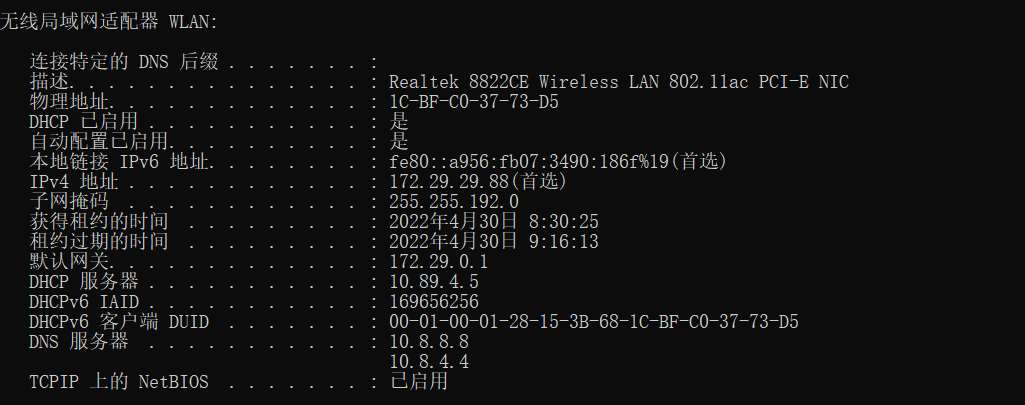 无线局域网适配器 WLAN:
连接特定的 DNS 后缀 . . . . . . . :
描述. . . . . . . . . . . . . . . : Realtek 8822CE Wireless LAN 802.11ac PCI-E NIC
物理地址. . . . . . . . . . . . . : 1C-BF-C0-37-73-D5
DHCP 已启用 . . . . . . . . . . . : 是
自动配置已启用. . . . . . . . . . : 是
本地链接 IPv6 地址. . . . . . . . : fe80::a956:fb07:3490:186f%19(首选)
IPv4 地址 . . . . . . . . . . . . : 172.29.29.88(首选)
子网掩码  . . . . . . . . . . . . : 255.255.192.0
获得租约的时间  . . . . . . . . . : 2022年4月30日 8:30:25
租约过期的时间  . . . . . . . . . : 2022年4月30日 9:16:13
默认网关. . . . . . . . . . . . . : 172.29.0.1
DHCP 服务器 . . . . . . . . . . . : 10.89.4.5
DHCPv6 IAID . . . . . . . . . . . : 169656256
DHCPv6 客户端 DUID  . . . . . . . : 00-01-00-01-28-15-3B-68-1C-BF-C0-37-73-D5
DNS 服务器  . . . . . . . . . . . : 10.8.8.8
10.8.4.4
TCPIP 上的 NetBIOS  . . . . . . . : 已启用